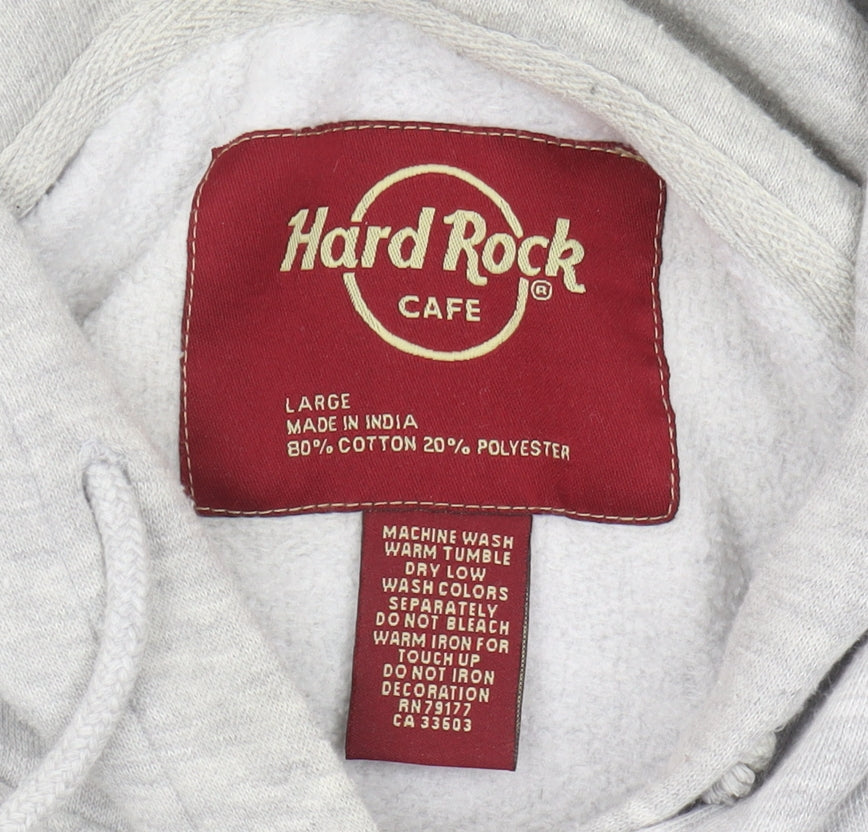 Hard Rock
CAFE
®
LARGE
MADE IN INDIA
80% COTTON 20% POLYESTER
MACHINE WASH
WARM TUMBLE
DRY LOW
WASH COLORS
SEPARATELY
DO NOT BLEACH
WARM IRON FOR
TOUCH UP
DO NOT IRON
DECORATION
RN79177
CA 33603